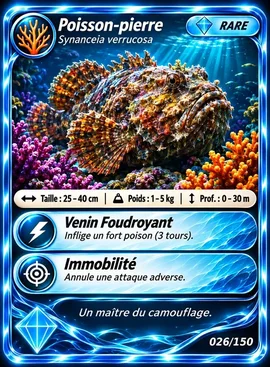 Poisson-pierre
Synanceia verrucosa
RARE
Taille : 25 – 40 cm | Poids : 1 – 5 kg | Prof. : 0 – 30 m
Venin Foudroyant
Inflige un fort poison (3 tours).
Immobilité
Annule une attaque adverse.
Un maître du camouflage.
026/150